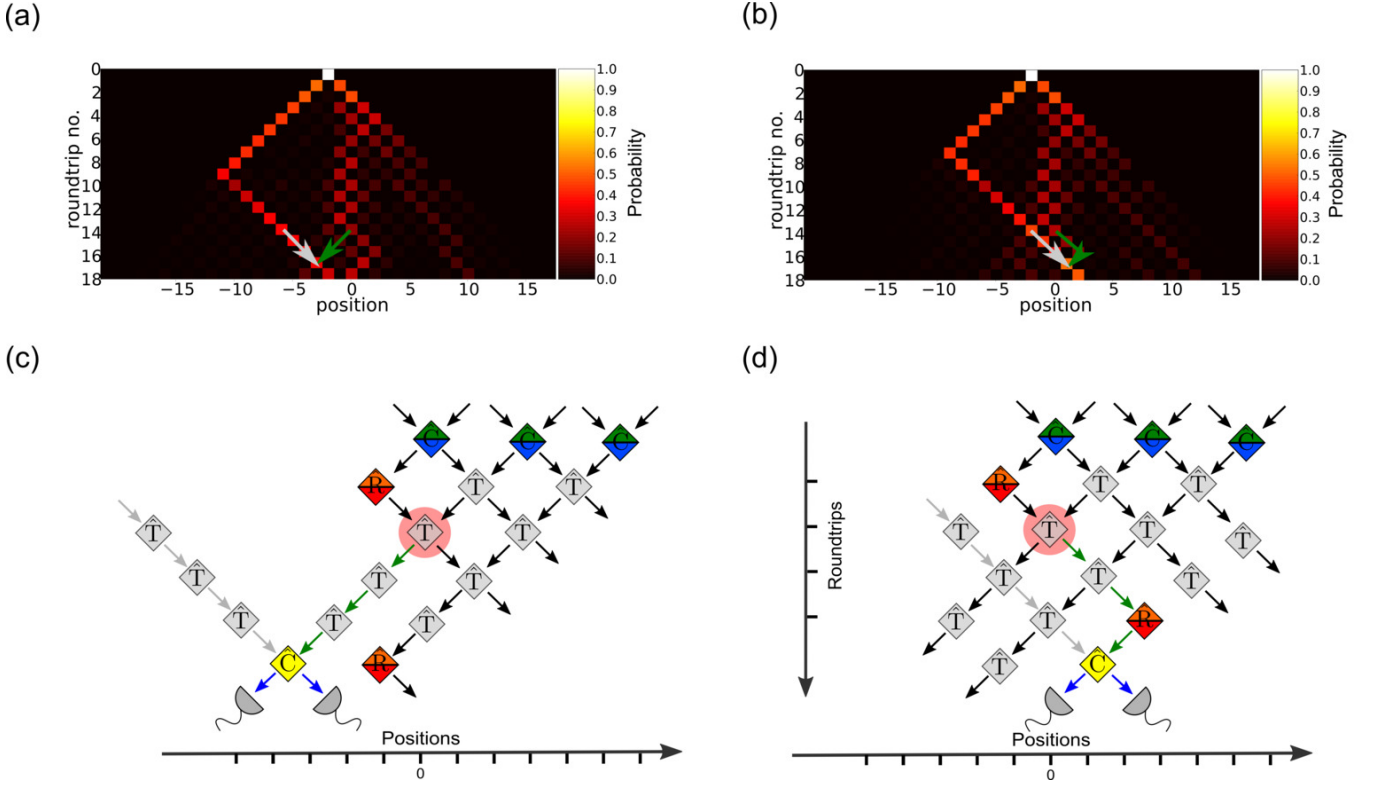 (a)
(b)
0
2
4
6
8
10
12
14
16
18
roundtrip no.
−15
−10
−5
0
5
10
15
position
1.0
0.9
0.8
0.7
0.6
0.5
0.4
0.3
0.2
0.1
0.0
Probability
0
2
4
6
8
10
12
14
16
18
roundtrip no.
−15
−10
−5
0
5
10
15
position
1.0
0.9
0.8
0.7
0.6
0.5
0.4
0.3
0.2
0.1
0.0
Probability
(c)
(d)
Ĉ Ĉ Ĉ
R̂ T̂ T̂
T̂ T̂ T̂
T̂ T̂ T̂
T̂ T̂ T̂
Ĉ R̂
Positions
0
Roundtrips
Ĉ Ĉ Ĉ
R̂ T̂ T̂
T̂ T̂ T̂ T̂
T̂ T̂ T̂
T̂ T̂ R̂
T̂ Ĉ
Positions
0